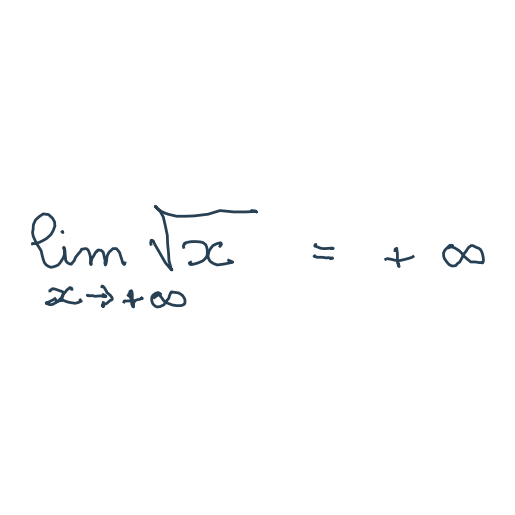 lim √x = + ∞
x → + ∞